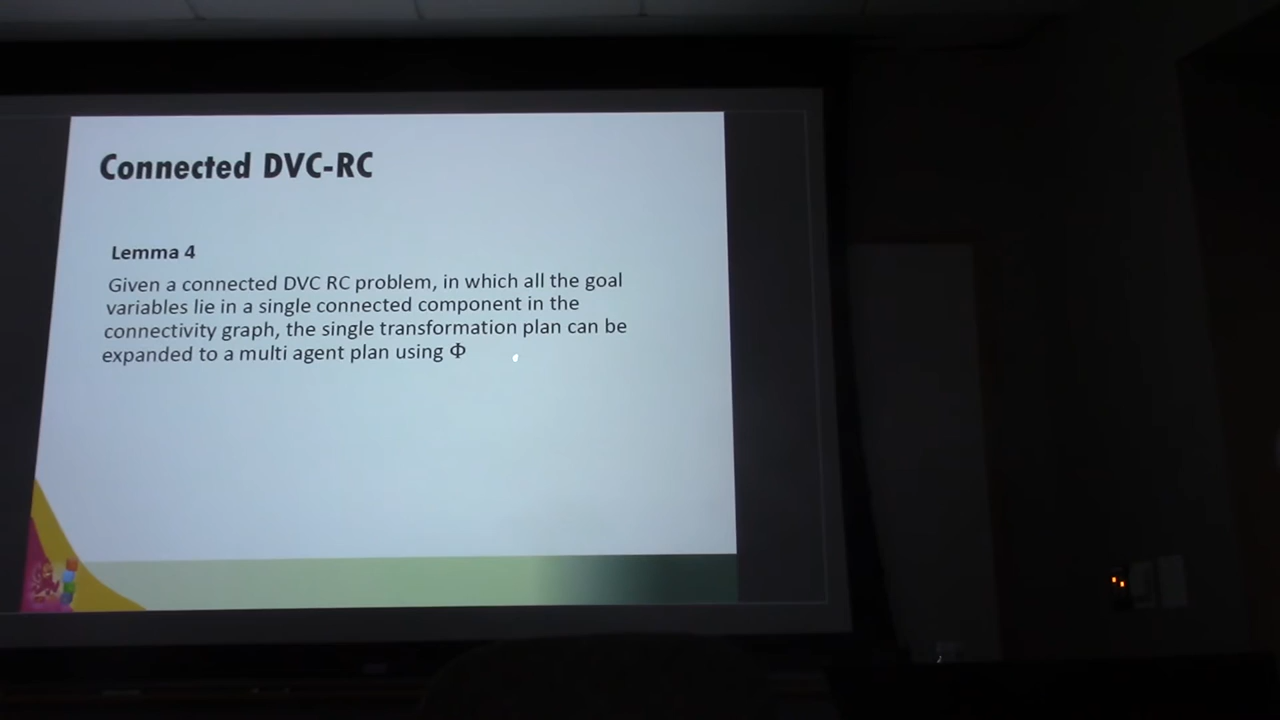 Connected DVC-RC
Lemma 4
Given a connected DVC RC problem, in which all the goal
variables lie in a single connected component in the
connectivity graph, the single transformation plan can be
expanded to a multi agent plan using Φ